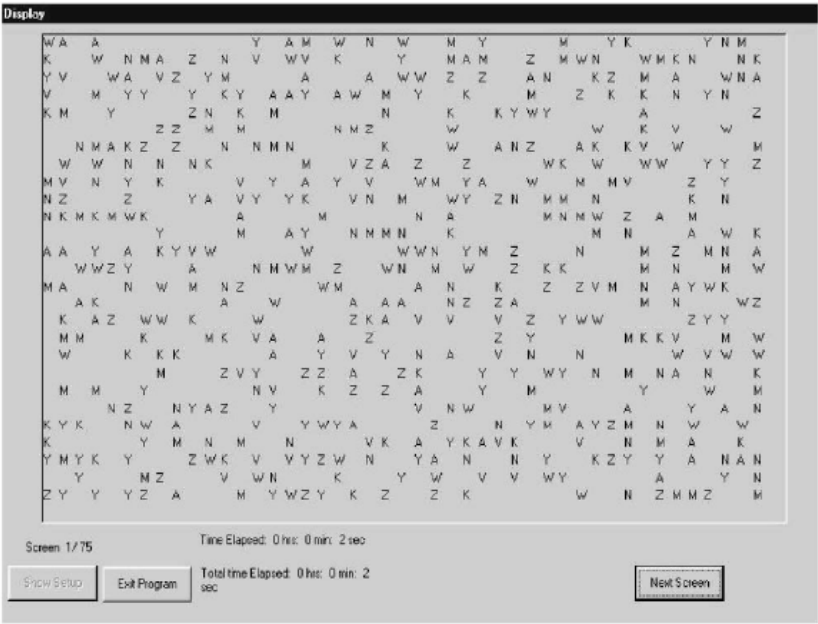 Display
WA A Y A M W N W M Y M Y K Y N M
K W N M A Z N V W V K Y M A M Z M W N W M K N N K
Y V W A V Z Y M A A W W Z Z A N K Z M A W N A
V M Y Y Y K Y A A Y A W M Y K M Z K K N Y N
K M Y Z N K M N K K Y W Y A Z
Z Z M M N M Z W W K V W
N M A K Z Z N N M N K W A N Z A K K V W M
W W N N N K M V Z A Z Z W K W W W Y Y Z
M V N Y K V Y A Y V W M Y A W M M V Z Y
N Z Z Y A V Y Y K V N M W Y Z N M M N K N
N K M K M W K A M N A M N M W Z A M
Y M A Y N M M N K M N A W K
A A Y A K Y V W W W W N Y M Z N M Z M N A
W W Z Y A N M W M Z W N M W Z K K M N M W
M A N W M N Z W M A N K Z Z V M N A Y W K
A K A W A A A N Z Z A M N W Z
K A Z W W K W Z K A V V V Z Y W W Z Y Y
M M K M K V A A Z Z Y M K K V M W
W K K K A Y V Y N A V N N W V W W
M Z V Y Z Z A Z K Y Y W Y N M N A N K
M M Y N V K Z Z A Y M Y W M
N Z N Y A Z Y V N W M V A Y A N
K Y K N W A V Y W Y A Z N Y M A Y Z M N W W
K Y M N M N V K A Y K A V K V N M A K
Y M Y K Y Z W K V V Y Z W N Y A N N Y K Z Y Y A N A N
Y M Z V W N K Y W V V W Y A Y N
Z Y Y Y Z A M Y W Z Y K Z Z K W N Z M M Z M
Screen 1/75
Time Elapsed: 0 hrs: 0 min: 2 sec
Show Setup
Exit Program
Total time Elapsed: 0 hrs: 0 min: 2
sec
Next Screen